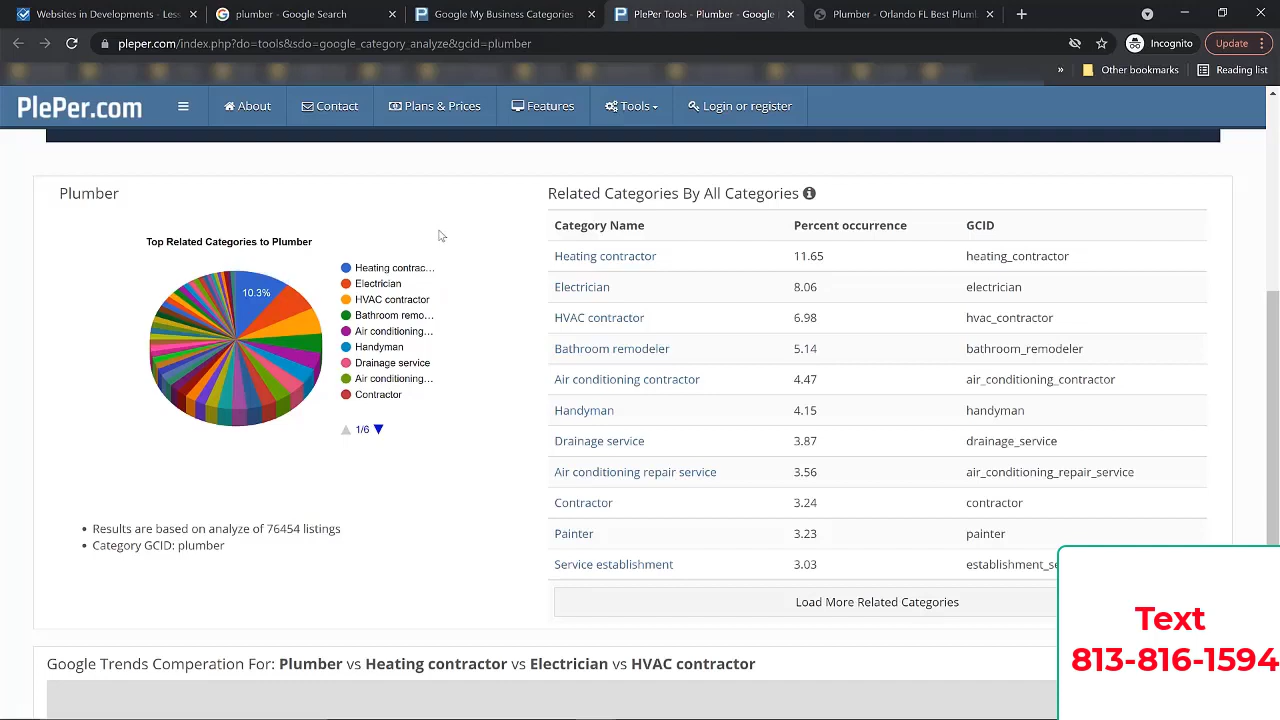 Websites in Developments - Less
plumber - Google Search
Google My Business Categories
PlePer Tools - Plumber - Google
Plumber - Orlando FL Best Plumb
pleper.com/index.php?do=tools&sdo=google_category_analyze&gcid=plumber
Incognito
Update
»
Other bookmarks
Reading list
PlePer.com
About
Contact
Plans & Prices
Features
Tools
Login or register
Plumber
Related Categories By All Categories
Category Name Percent occurrence GCID
Top Related Categories to Plumber
Heating contractor 11.65 heating_contractor
Electrician 8.06 electrician
HVAC contractor 6.98 hvac_contractor
Bathroom remodeler 5.14 bathroom_remodeler
Air conditioning contractor 4.47 air_conditioning_contractor
Handyman 4.15 handyman
Drainage service 3.87 drainage_service
Air conditioning repair service 3.56 air_conditioning_repair_service
Contractor 3.24 contractor
Painter 3.23 painter
Service establishment 3.03 establishment_se
Load More Related Categories
10.3%
Heating contrac...
Electrician
HVAC contractor
Bathroom remo...
Air conditioning...
Handyman
Drainage service
Air conditioning...
Contractor
1/6
Results are based on analyze of 76454 listings
Category GCID: plumber
Google Trends Comperation For: Plumber vs Heating contractor vs Electrician vs HVAC contractor
Text
813-816-1594